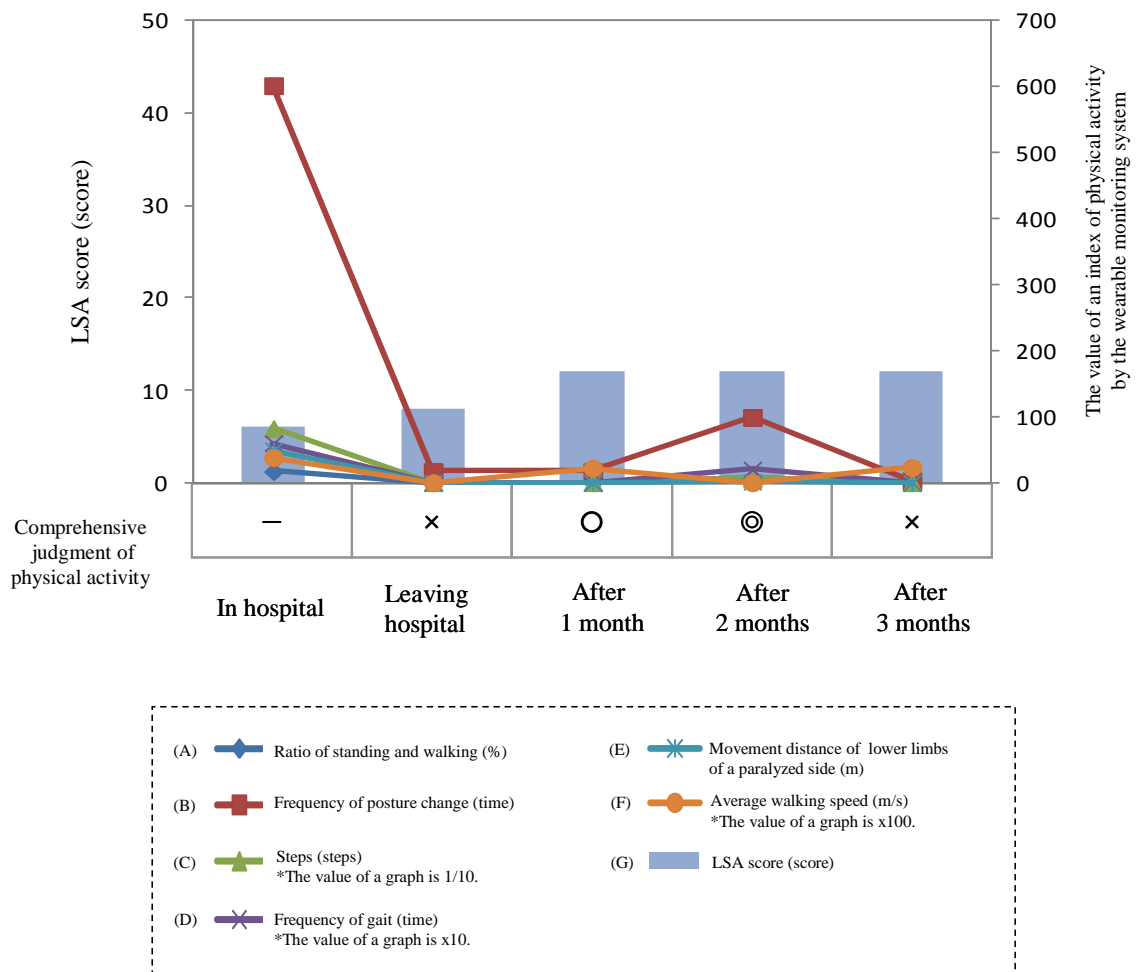 50
40
30
20
10
0
LSA score (score)
700
600
500
400
300
200
100
0
The value of an index of physical activity
by the wearable monitoring system
Comprehensive
judgment of
physical activity
— × ○ ◎ ×
In hospital
Leaving
hospital
After
1 month
After
2 months
After
3 months
(A) Ratio of standing and walking (%)
(B) Frequency of posture change (time)
(C) Steps (steps)
*The value of a graph is 1/10.
(D) Frequency of gait (time)
*The value of a graph is x10.
(E) Movement distance of lower limbs
of a paralyzed side (m)
(F) Average walking speed (m/s)
*The value of a graph is x100.
(G) LSA score (score)